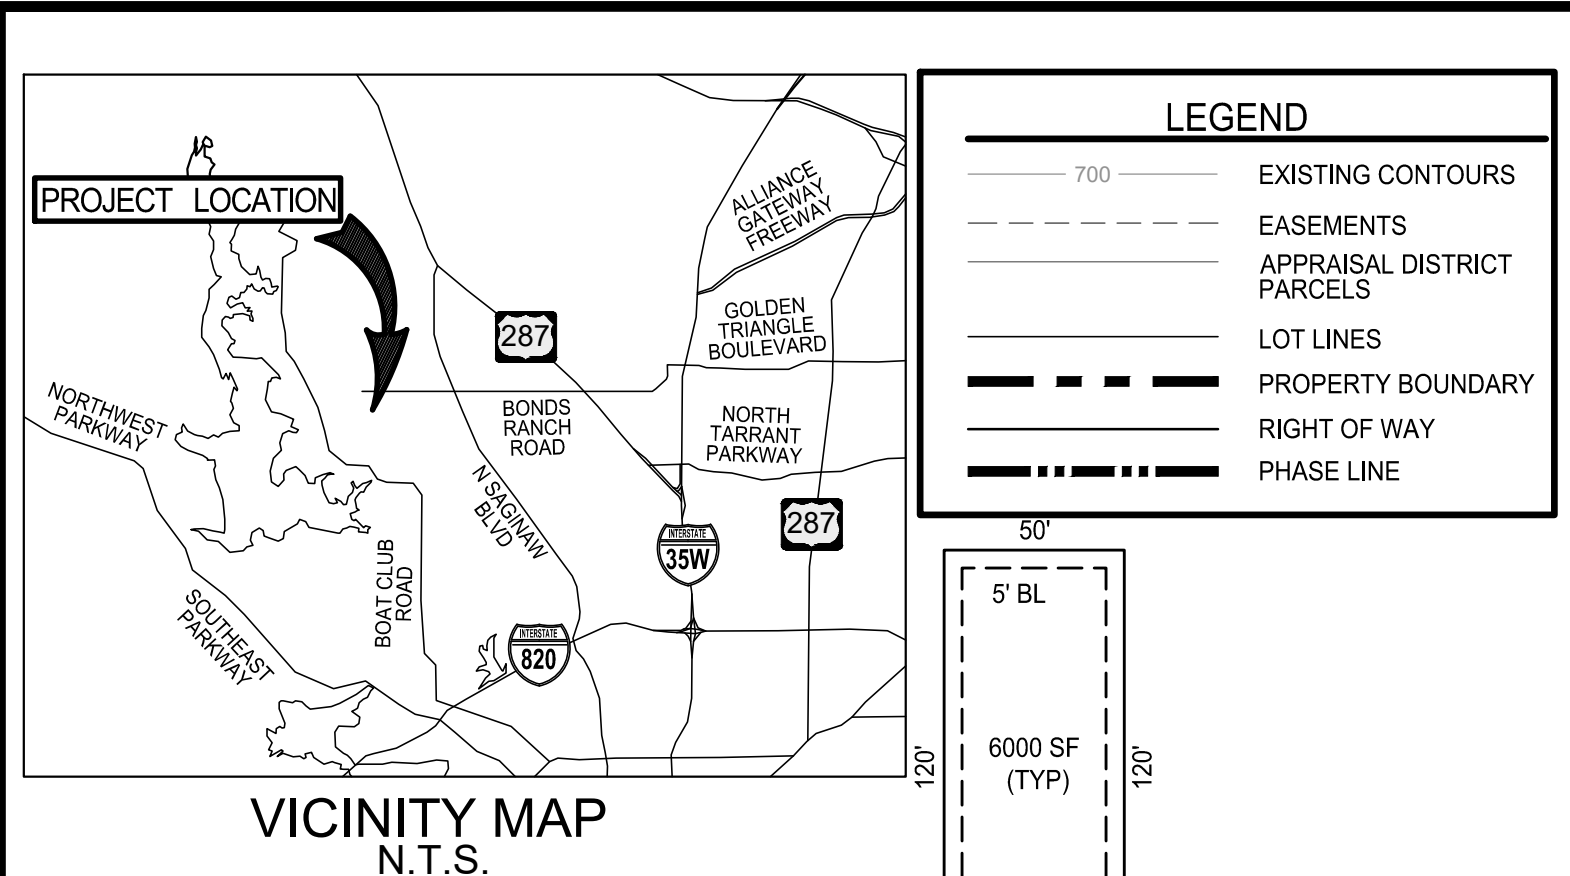 PROJECT LOCATION
ALLIANCE
GATEWAY
FREEWAY
287
GOLDEN
TRIANGLE
BOULEVARD
NORTHWEST
PARKWAY
BONDS
RANCH
ROAD
NORTH
TARRANT
PARKWAY
N SAGINAW
BLVD
287
INTERSTATE
35W
BOAT CLUB
ROAD
SOUTHEAST
PARKWAY
INTERSTATE
820
VICINITY MAP
N.T.S.
LEGEND
700
EXISTING CONTOURS
EASEMENTS
APPRAISAL DISTRICT
PARCELS
LOT LINES
PROPERTY BOUNDARY
RIGHT OF WAY
PHASE LINE
50'
5' BL
120'
6000 SF
(TYP)
120'